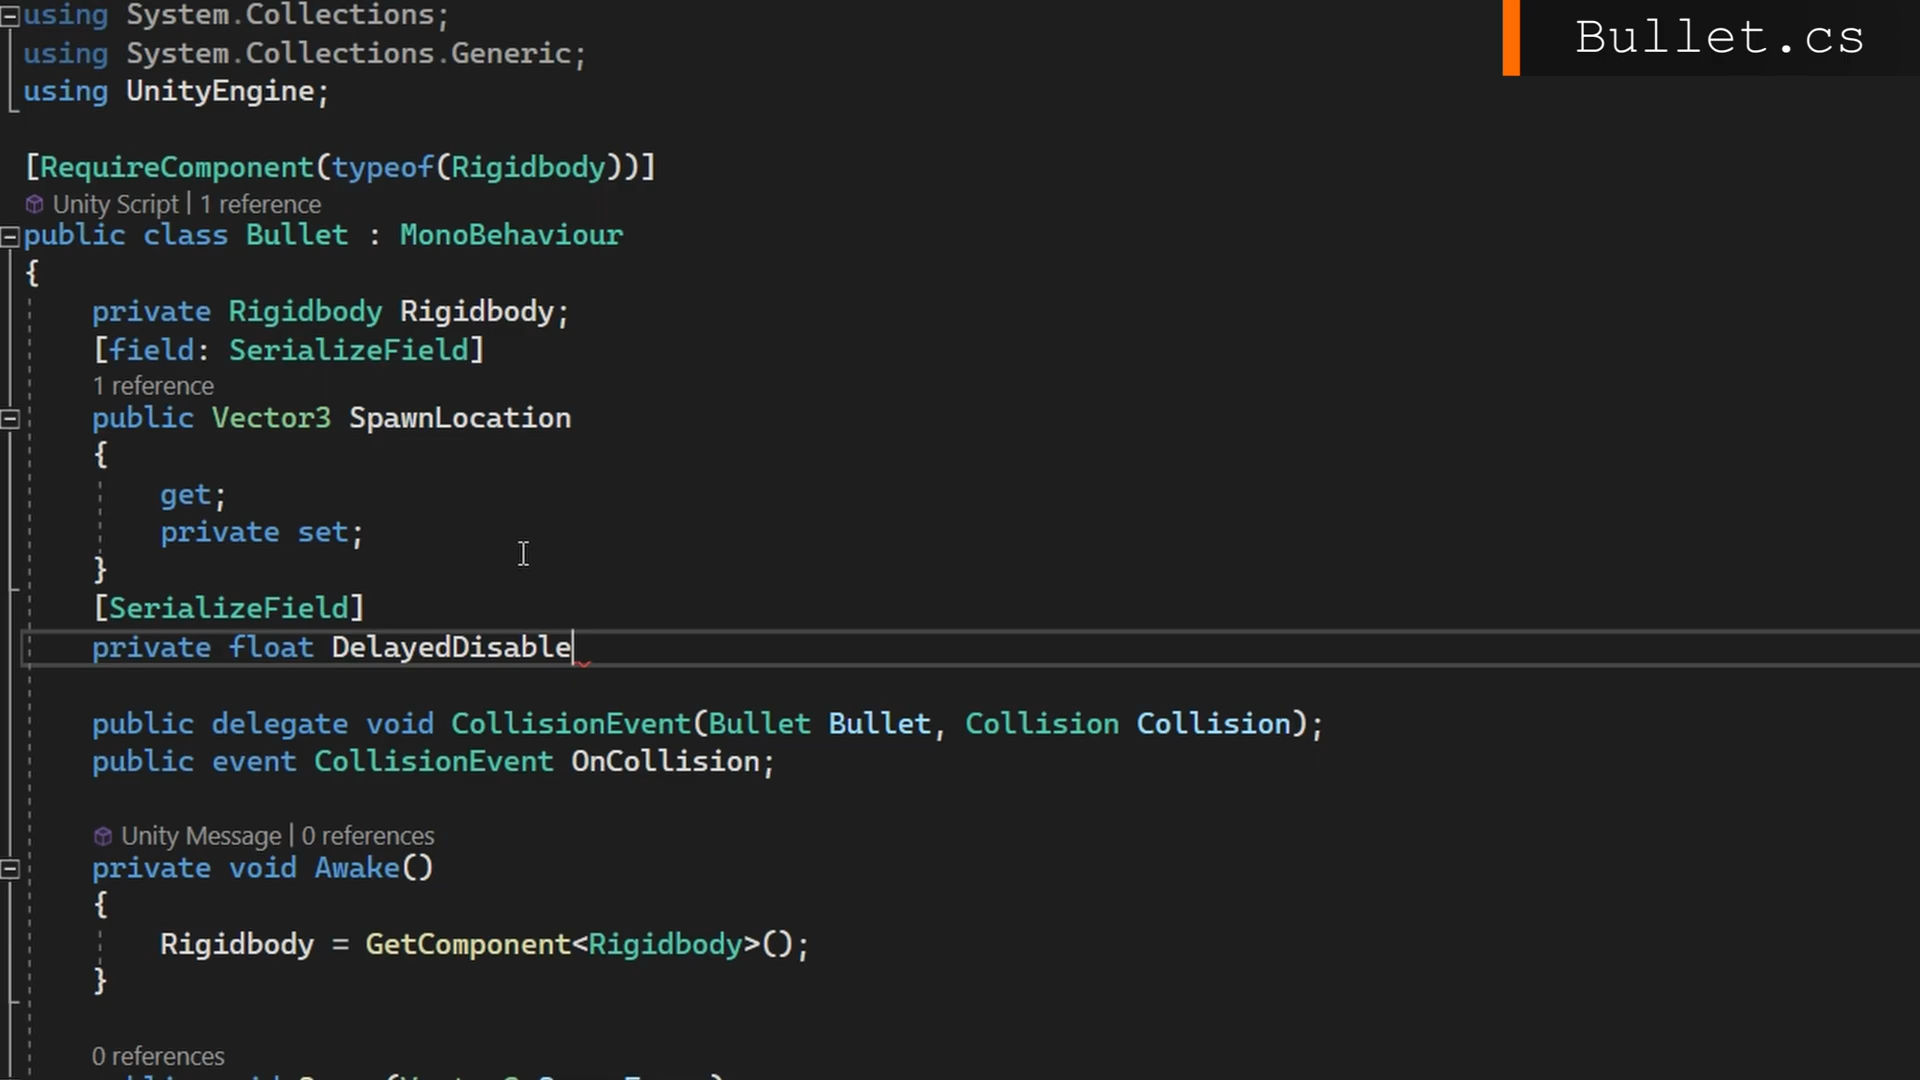 using System.Collections;
Bullet.cs
using System.Collections.Generic;
using UnityEngine;
[RequireComponent(typeof(Rigidbody))]
Unity Script | 1 reference
public class Bullet : MonoBehaviour
{
private Rigidbody Rigidbody;
[field: SerializeField]
1 reference
public Vector3 SpawnLocation
{
get;
private set;
}
[SerializeField]
private float DelayedDisable
public delegate void CollisionEvent(Bullet Bullet, Collision Collision);
public event CollisionEvent OnCollision;
Unity Message | 0 references
private void Awake()
{
Rigidbody = GetComponent<Rigidbody>();
}
0 references